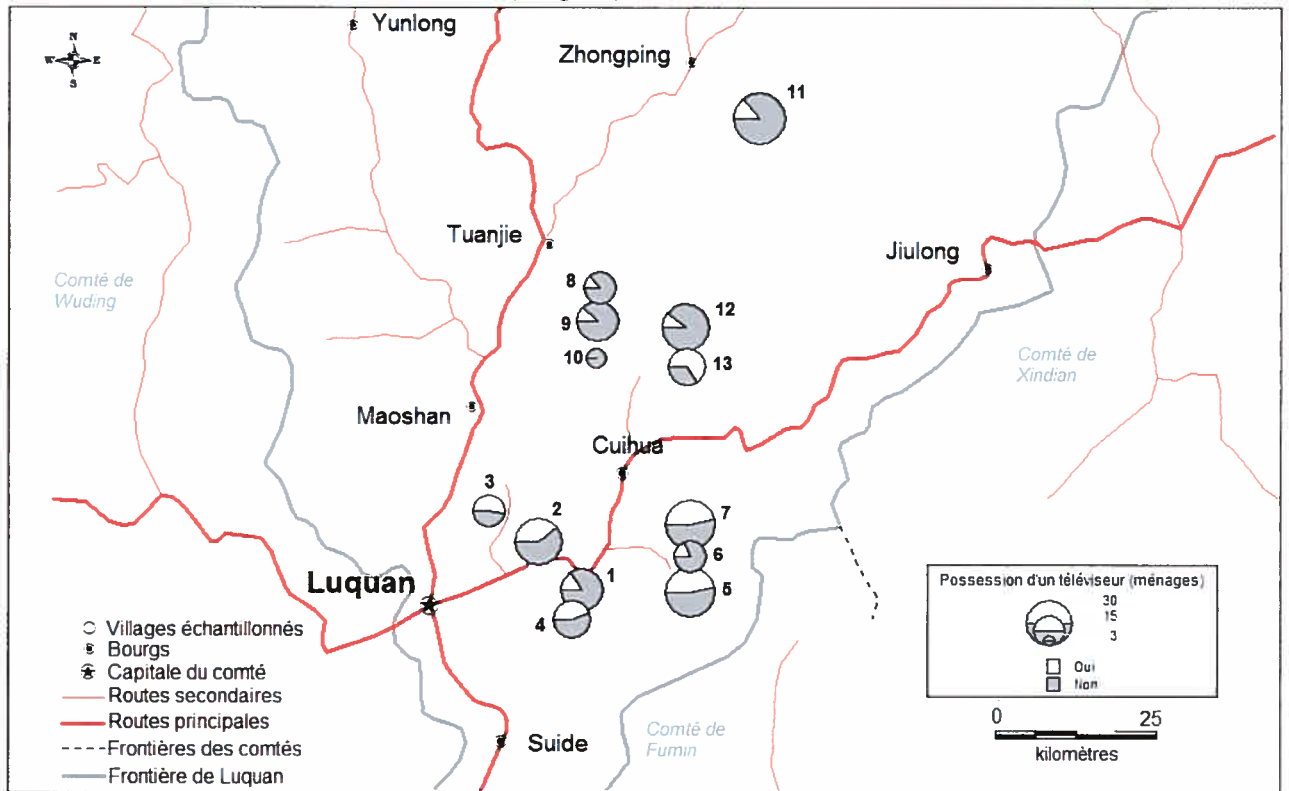 Yunlong
Zhongping
N
W E
S
11
Tuanjie
Jiulong
Comté de
Wuding
8
9
12
10
13
Comté de
Xindian
Maoshan
Cuihua
3
2
7
6
1
5
4
Luquan
Possession d'un téléviseur (ménages)
30
15
3
Oui
Non
Villages échantillonnés
Bourgs
Capitale du comté
Routes secondaires
Routes principales
Frontières des comtés
Frontière de Luquan
Suide
Comté de
Fumin
0 25
kilomètres